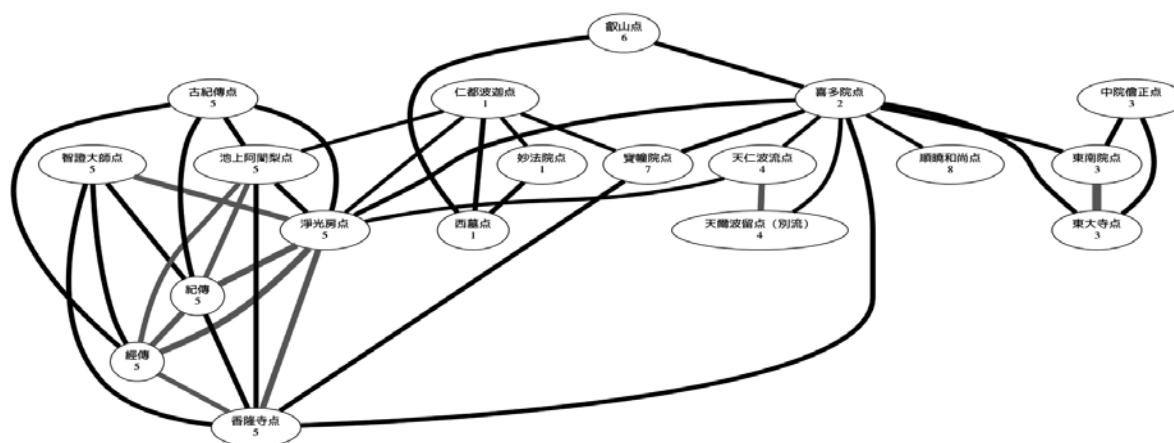 叡山点
6
古紀傳点
5
仁都波迦点
1
喜多院点
2
中院僧正点
3
智證大師点
5
池上阿闍梨点
5
妙法院点
1
寶幢院点
7
天仁波流点
4
順曉和尚点
8
東南院点
3
淨光房点
5
西墓点
1
天爾波留点（別流）
4
東大寺点
3
紀傳
5
經傳
5
香隆寺点
5